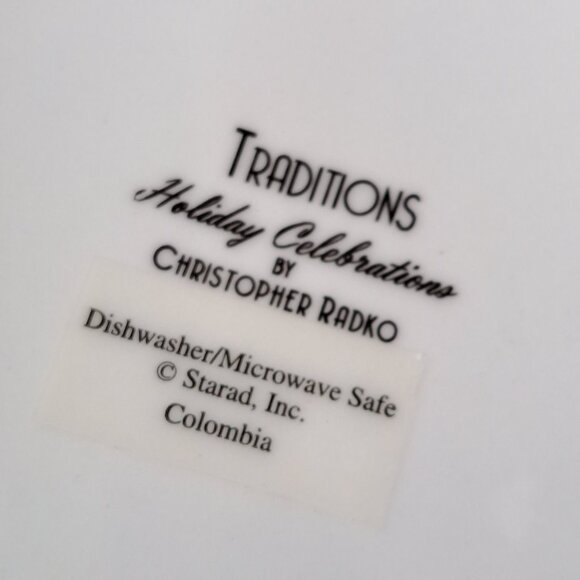 TRADITIONS
Holiday Celebrations
BY
CHRISTOPHER RADKO
Dishwasher/Microwave Safe
© Starad, Inc.
Colombia